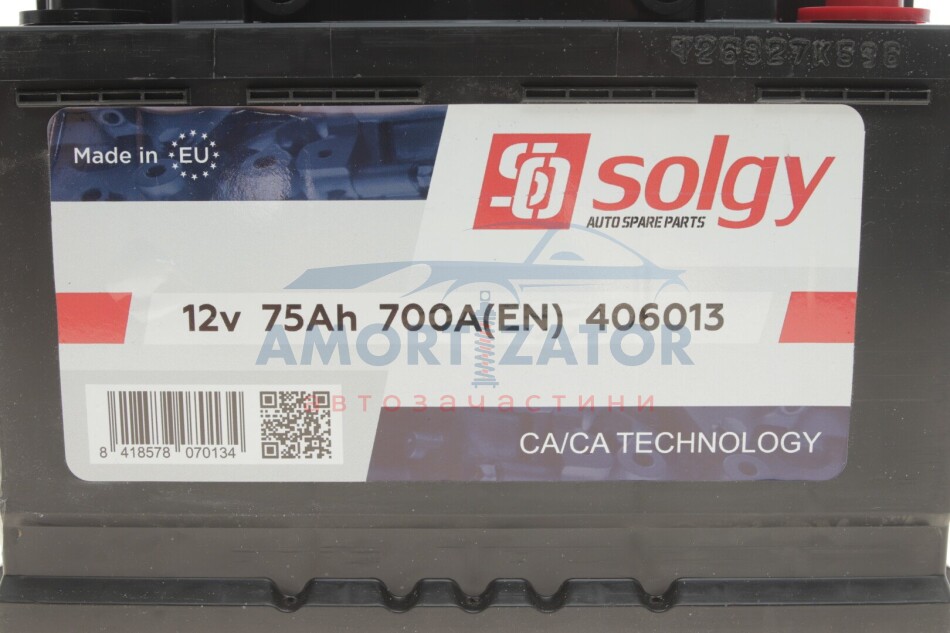 Made in EU
solgy
AUTO SPARE PARTS
12v 75Ah 700A(EN) 406013
AMORTIZATOR
автозапчастини
8 418578 070134
CA/CA TECHNOLOGY